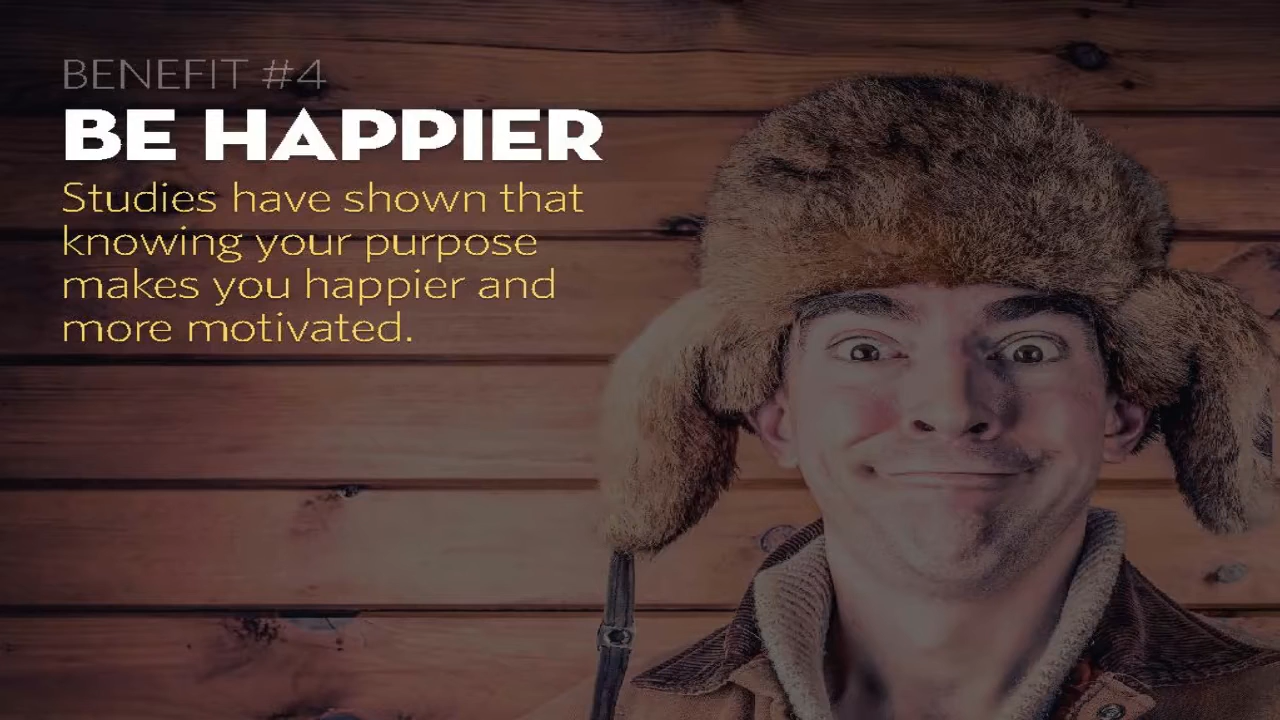 BENEFIT #4
BE HAPPIER
Studies have shown that
knowing your purpose
makes you happier and
more motivated.